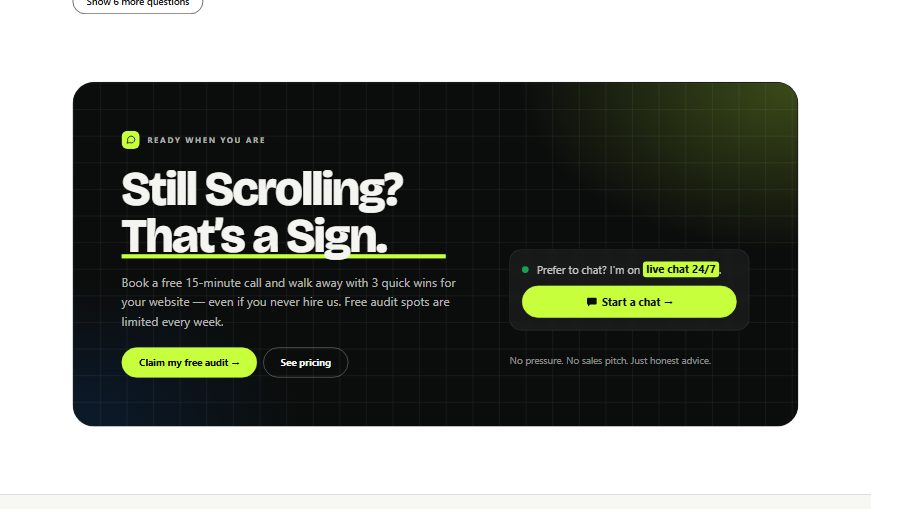 Show 6 more questions
READY WHEN YOU ARE
Still Scrolling?
That's a Sign.
Book a free 15-minute call and walk away with 3 quick wins for
your website — even if you never hire us. Free audit spots are
limited every week.
Claim my free audit →
See pricing
Prefer to chat? I'm on live chat 24/7.
Start a chat →
No pressure. No sales pitch. Just honest advice.